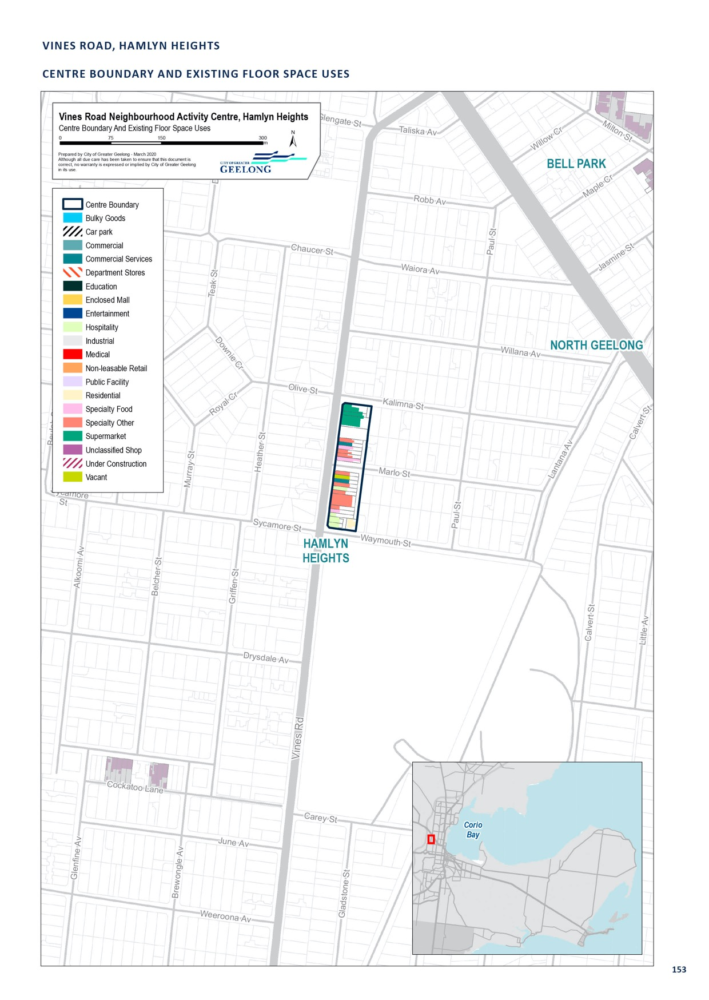 VINES ROAD, HAMLYN HEIGHTS
CENTRE BOUNDARY AND EXISTING FLOOR SPACE USES
Vines Road Neighbourhood Activity Centre, Hamlyn Heights
Centre Boundary And Existing Floor Space Uses
0 75 150 300
m
N
Prepared by City of Greater Geelong - March 2020
Although all due care has been taken to ensure that this document is
correct, no warranty is expressed or implied by City of Greater Geelong
in its use.
CITY OF GREATER
GEELONG
Centre Boundary
Bulky Goods
Car park
Commercial
Commercial Services
Department Stores
Education
Enclosed Mall
Entertainment
Hospitality
Industrial
Medical
Non-leasable Retail
Public Facility
Residential
Specialty Food
Specialty Other
Supermarket
Unclassified Shop
Under Construction
Vacant
Glengate St
Taliska Av
Willow Cr
Milton St
BELL PARK
Maple Cr
Robb Av
Paul St
Jasmine St
Chaucer St
Waiora Av
Teak St
Downie Cr
NORTH GEELONG
Willana Av
Olive St
Kalimna St
Royal Cr
Calvert St
Heather St
Murray St
Lantana Av
Marlo St
Sycamore
St
Paul St
Sycamore St
Waymouth St
HAMLYN
HEIGHTS
Alkoomi Av
Belcher St
Griffen St
Calvert St
Little Av
Drysdale Av
Vines Rd
Cockatoo Lane
Carey St
June Av
Glenfine Av
Brewongle Av
Gladstone St
Weeroona Av
Corio
Bay
153